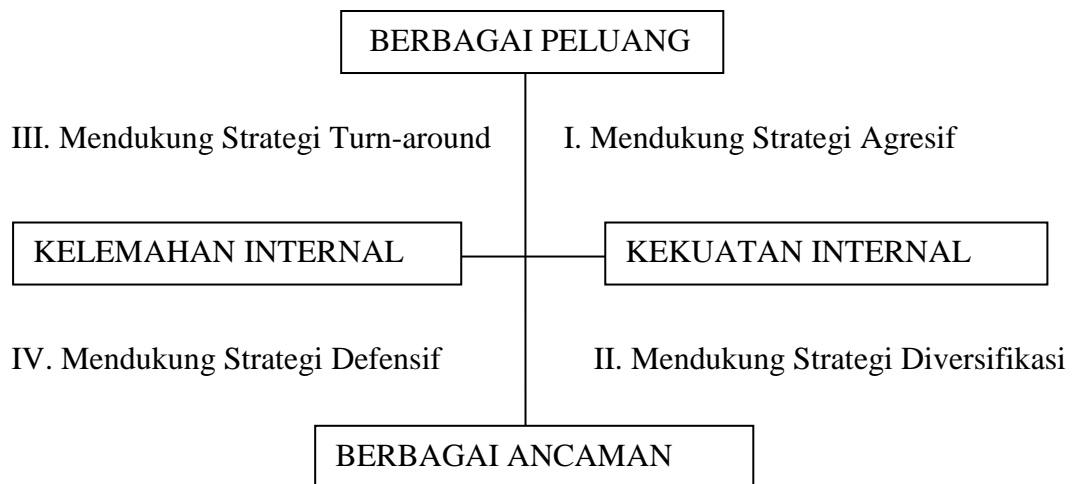 BERBAGAI PELUANG
III. Mendukung Strategi Turn-around
I. Mendukung Strategi Agresif
KELEMAHAN INTERNAL
KEKUATAN INTERNAL
IV. Mendukung Strategi Defensif
II. Mendukung Strategi Diversifikasi
BERBAGAI ANCAMAN